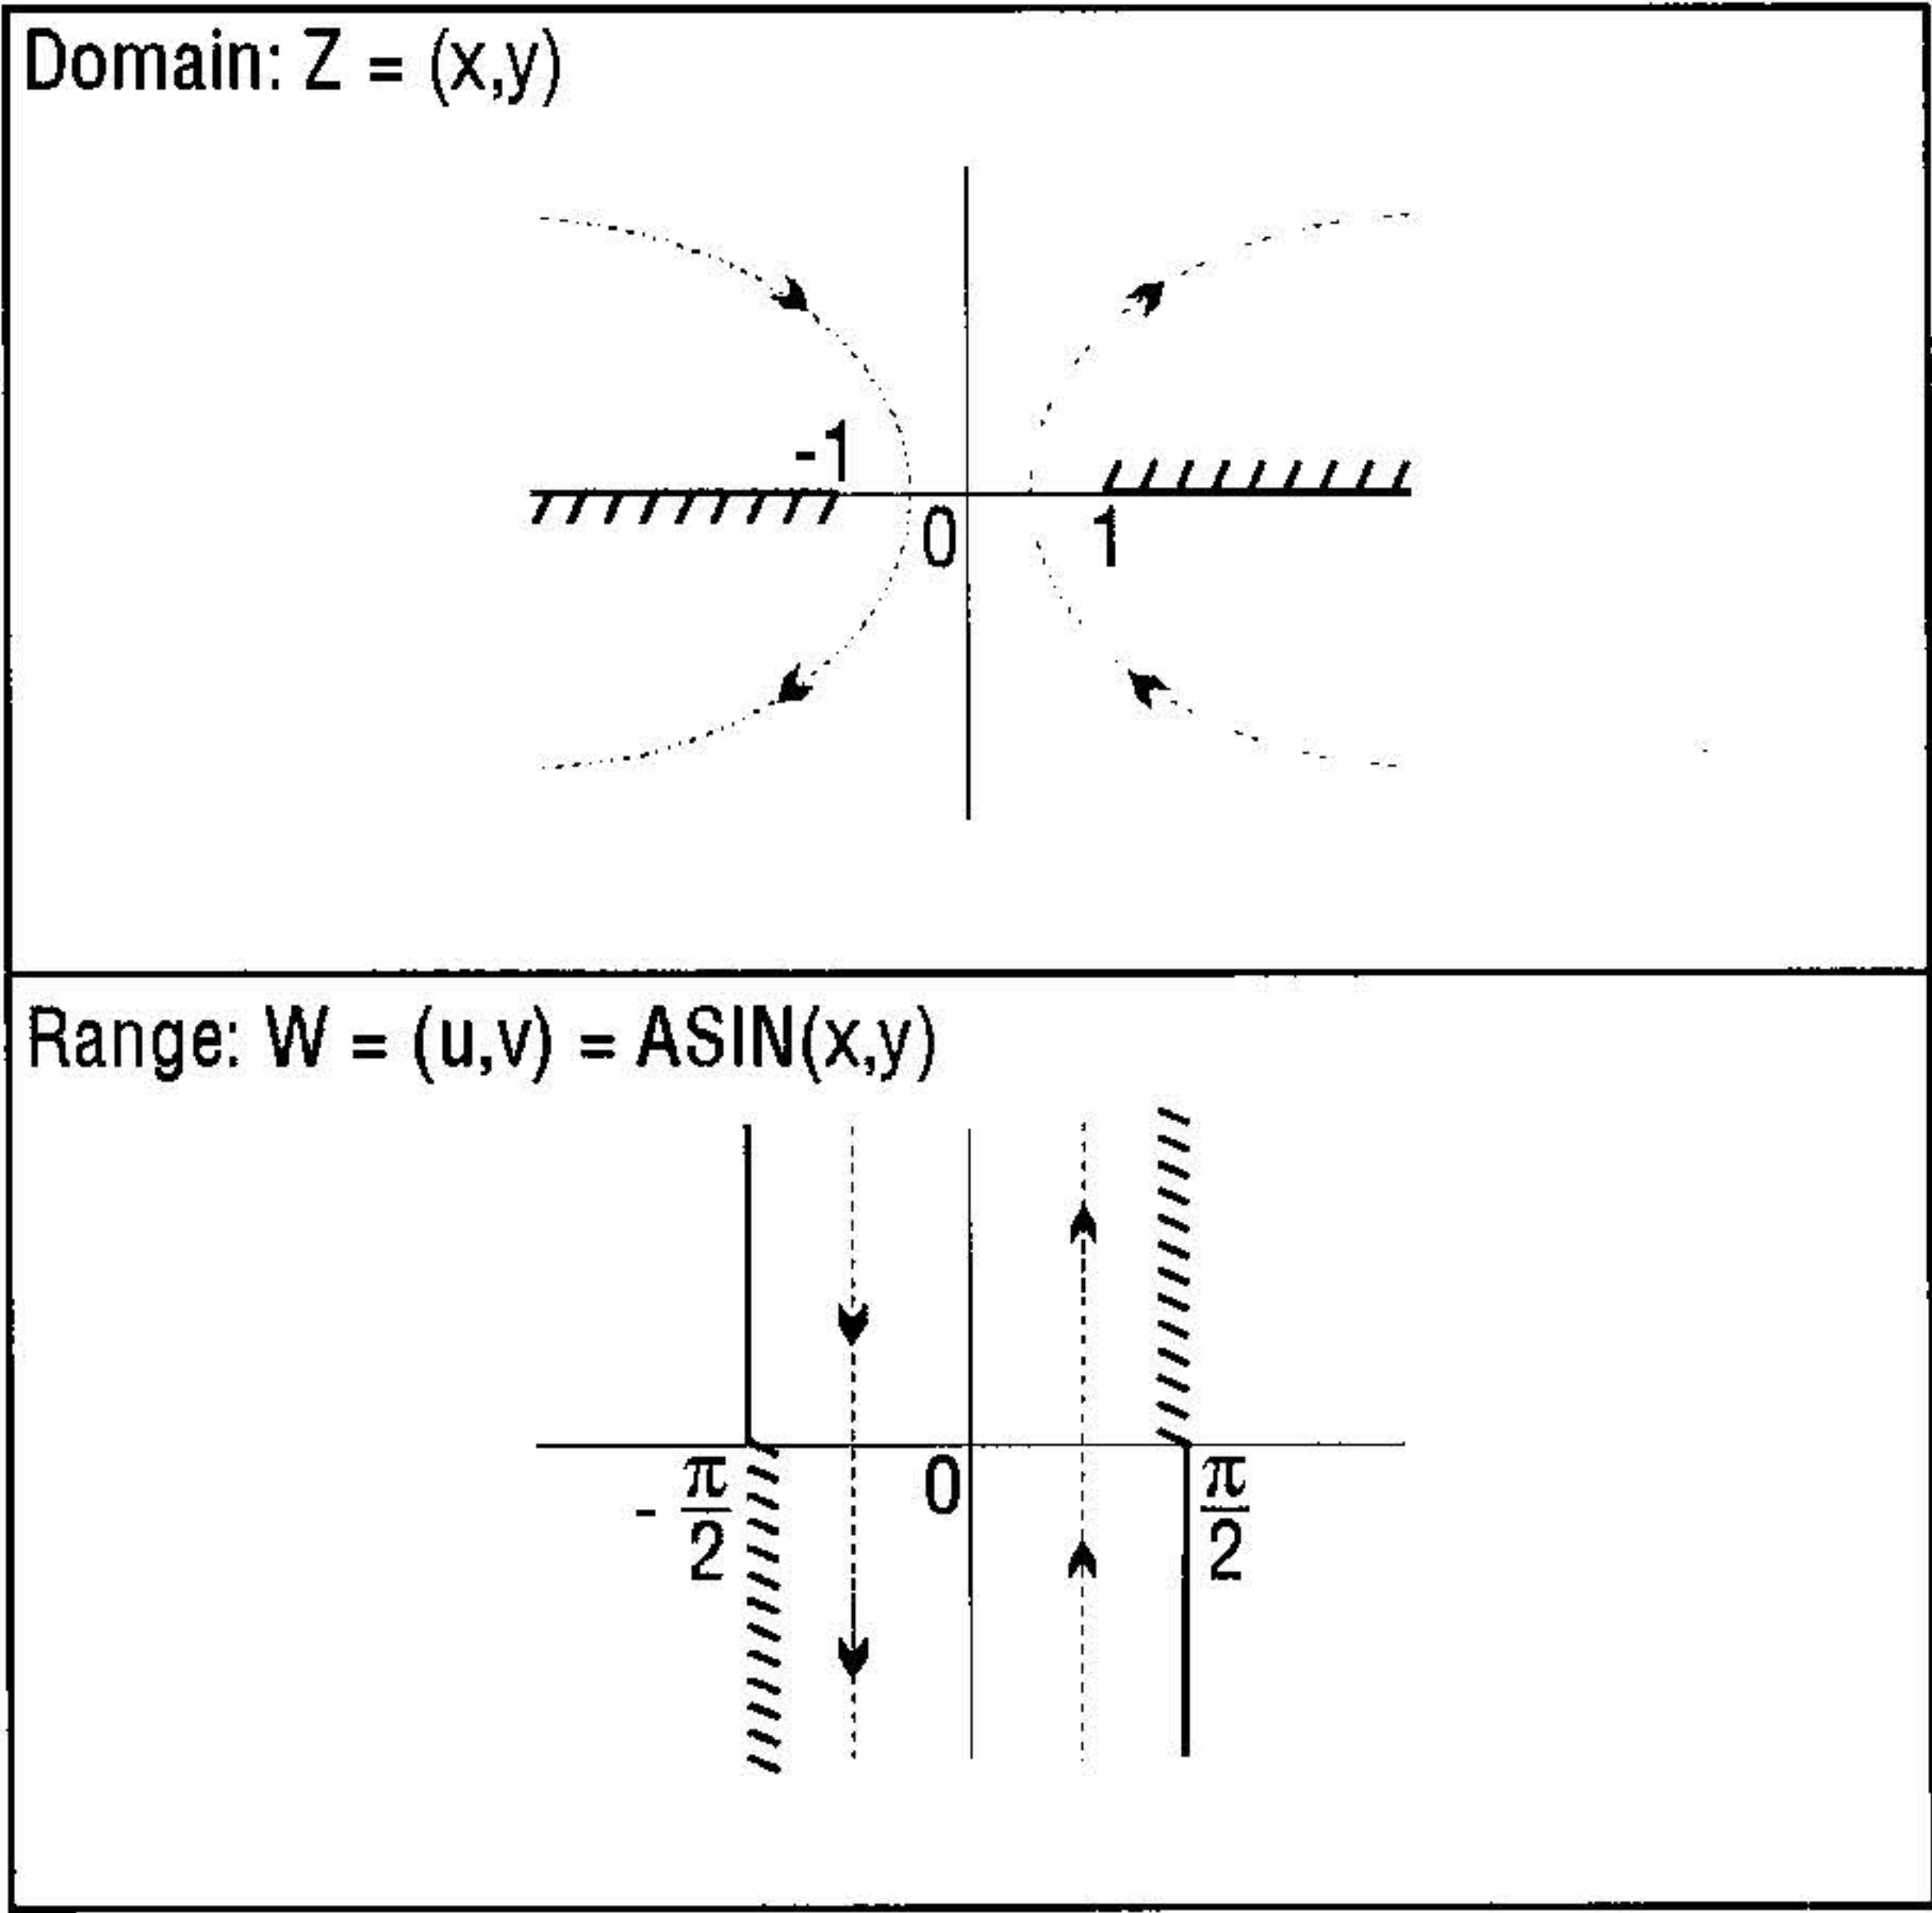 Domain: Z = (x,y)
-1
0
1
Range: W = (u,v) = ASIN(x,y)
- π/2
0
π/2